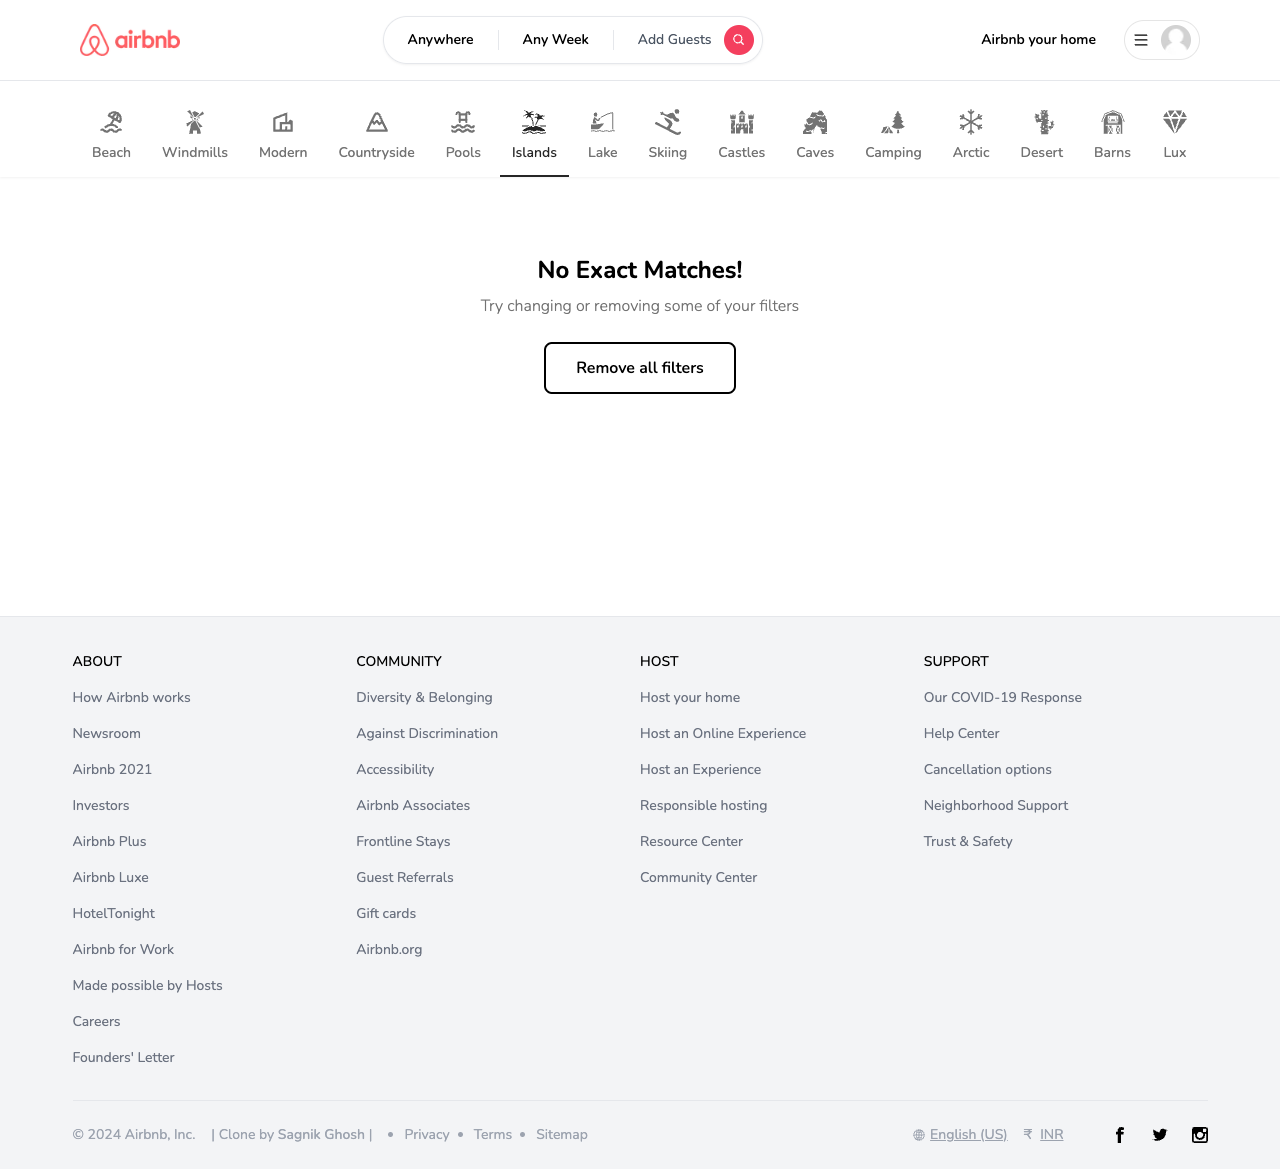 airbnb
Anywhere Any Week Add Guests
Airbnb your home
Beach Windmills Modern Countryside Pools Islands Lake Skiing Castles Caves Camping Arctic Desert Barns Lux
No Exact Matches!
Try changing or removing some of your filters
Remove all filters
ABOUT
How Airbnb works
Newsroom
Airbnb 2021
Investors
Airbnb Plus
Airbnb Luxe
HotelTonight
Airbnb for Work
Made possible by Hosts
Careers
Founders' Letter
COMMUNITY
Diversity & Belonging
Against Discrimination
Accessibility
Airbnb Associates
Frontline Stays
Guest Referrals
Gift cards
Airbnb.org
HOST
Host your home
Host an Online Experience
Host an Experience
Responsible hosting
Resource Center
Community Center
SUPPORT
Our COVID-19 Response
Help Center
Cancellation options
Neighborhood Support
Trust & Safety
© 2024 Airbnb, Inc. | Clone by Sagnik Ghosh | • Privacy • Terms • Sitemap
English (US) ₹ INR